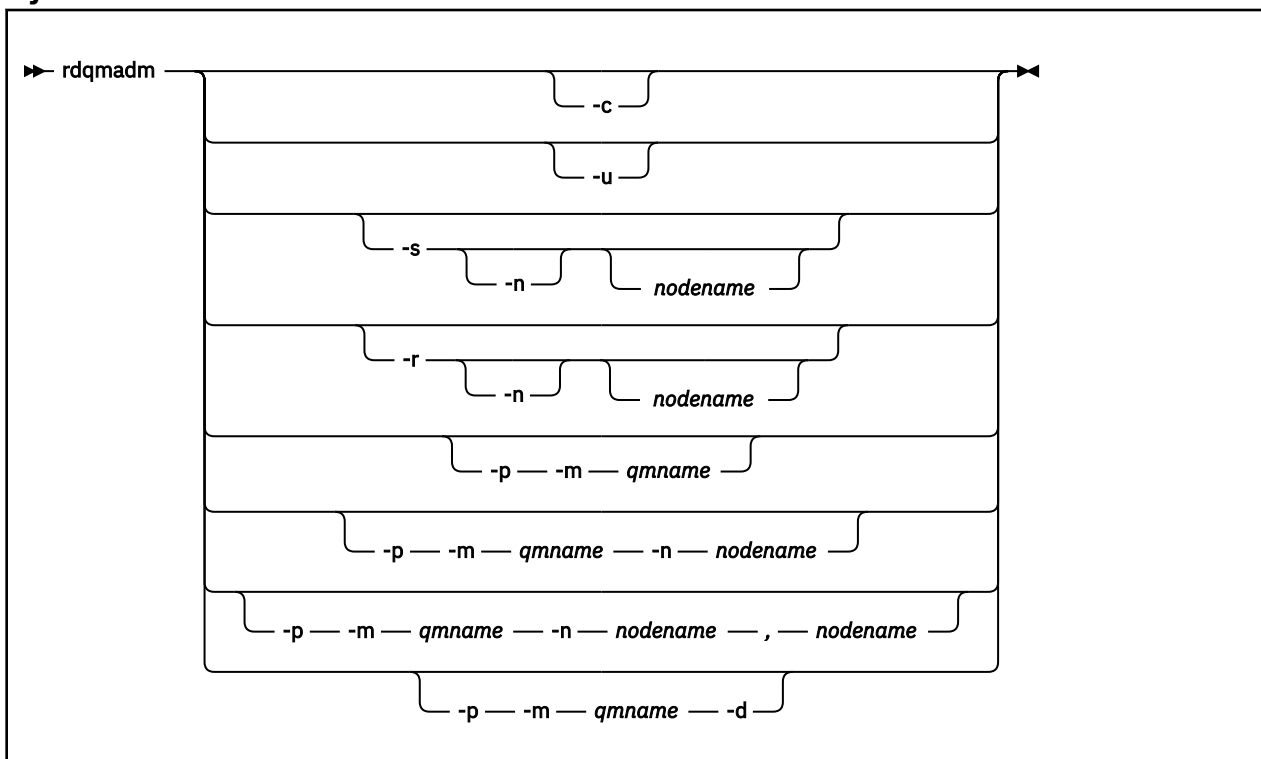 rdqmadm
-c
-u
-s
-n nodename
-r
-n nodename
-p -m qmname
-p -m qmname -n nodename
-p -m qmname -n nodename , nodename
-p -m qmname -d